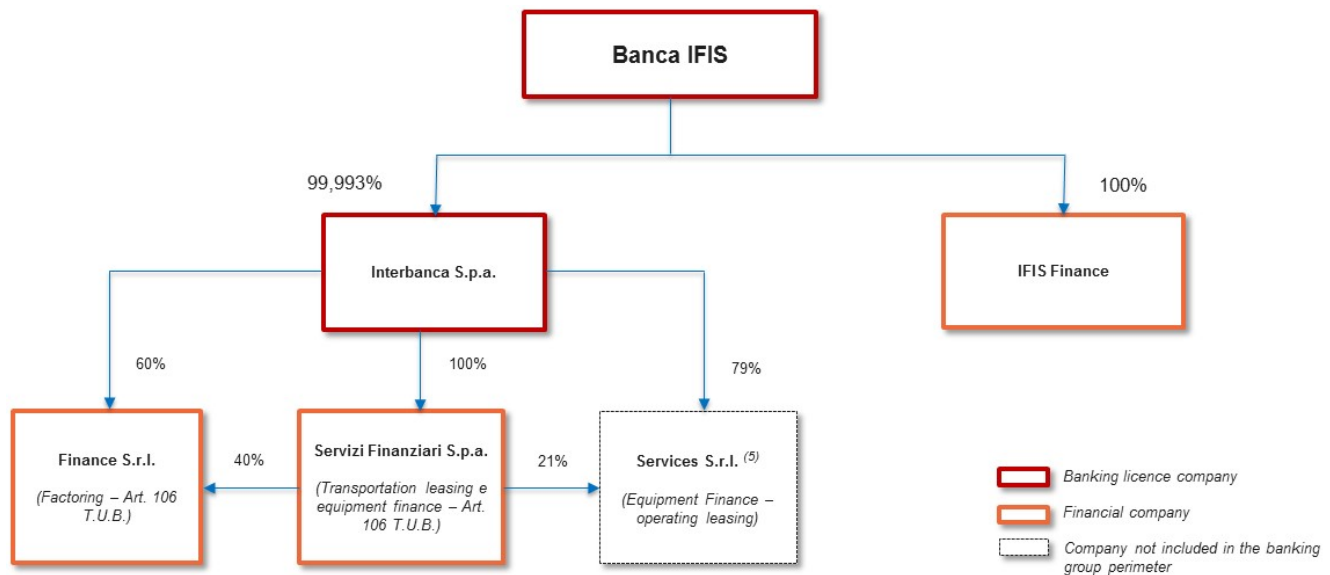 Banca IFIS
99,993%
100%
Interbanca S.p.a.
IFIS Finance
60%
100%
79%
Finance S.r.l.
(Factoring – Art. 106
T.U.B.)
40%
Servizi Finanziari S.p.a.
(Transportation leasing e
equipment finance – Art.
106 T.U.B.)
21%
Services S.r.l. (5)
(Equipment Finance –
operating leasing)
Banking licence company
Financial company
Company not included in the banking
group perimeter